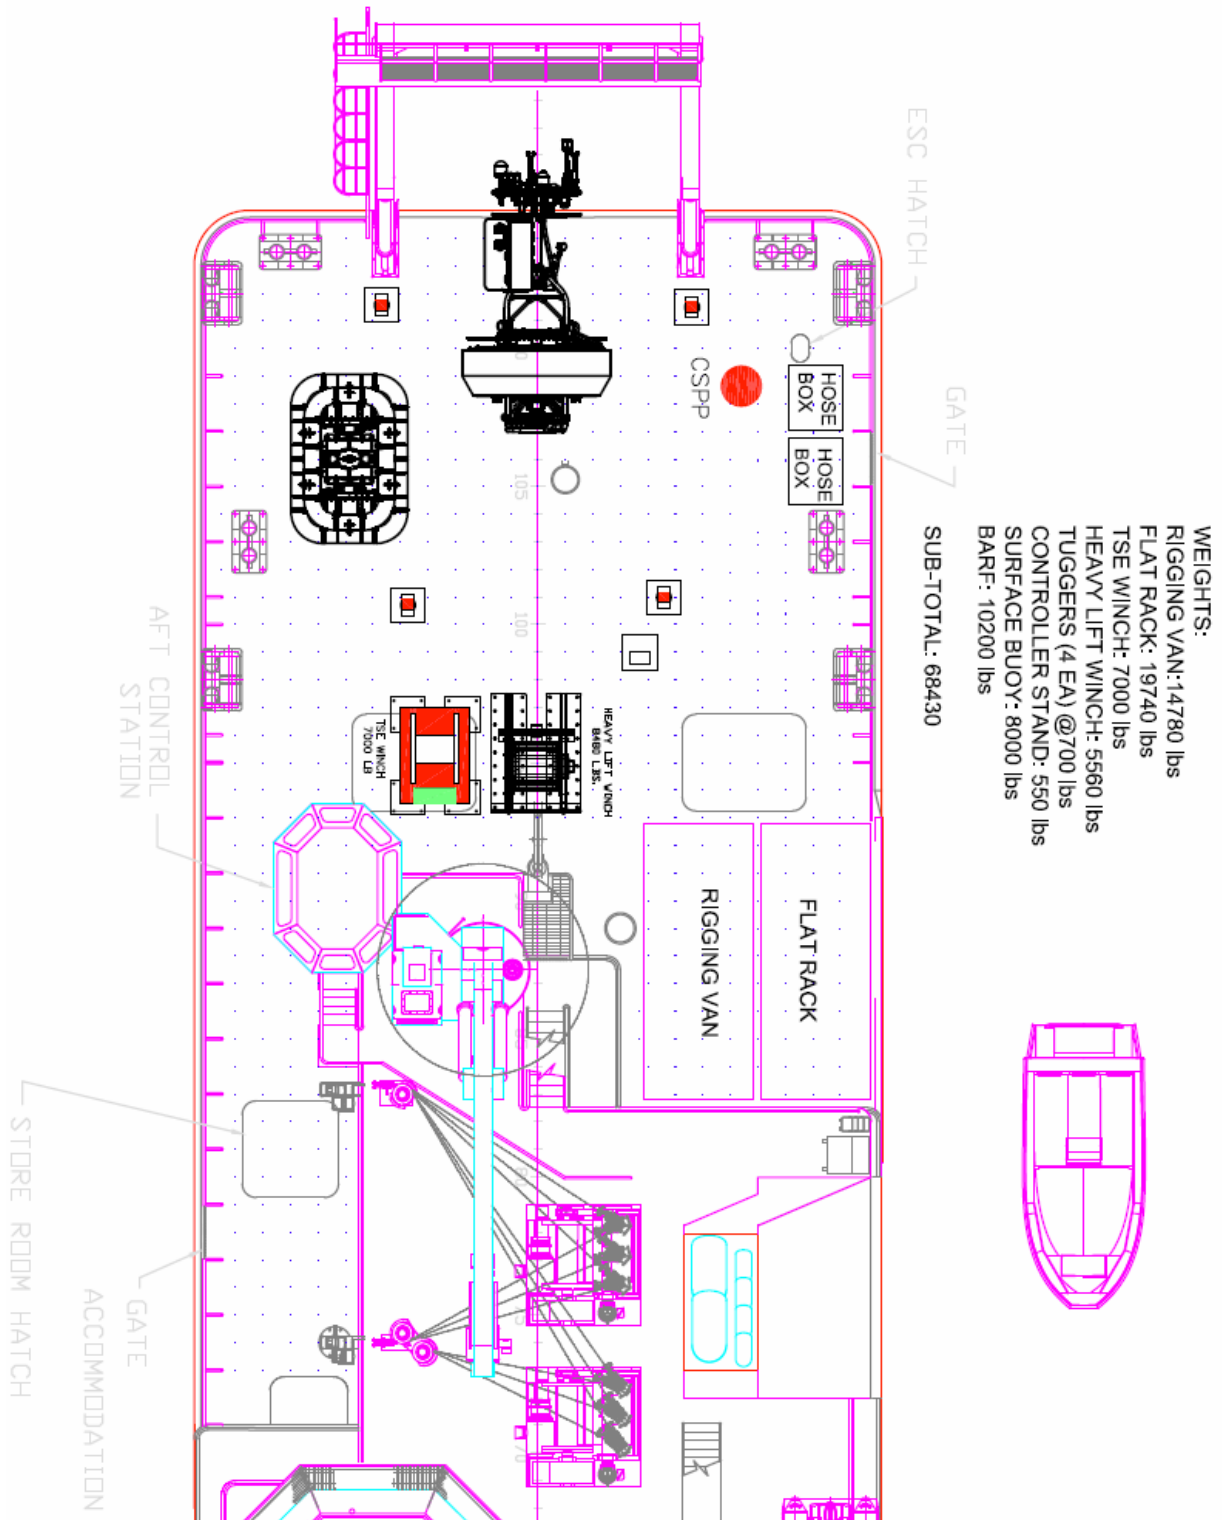 WEIGHTS:
RIGGING VAN:14780 lbs
FLAT RACK: 19740 lbs
TSE WINCH: 7000 lbs
HEAVY LIFT WINCH: 5560 lbs
TUGGERS (4 EA) @700 lbs
CONTROLLER STAND: 550 lbs
SURFACE BUOY: 8000 lbs
BARF: 10200 lbs
SUB-TOTAL: 68430
ESC HATCH
GATE
HOSE
BOX
HOSE
BOX
CSPP
105
100
HEAVY LIFT WINCH
8480 LBS.
TSE WINCH
7000 LB
AFT CONTROL
STATION
FLAT RACK
RIGGING VAN
80
STORE ROOM HATCH
GATE
ACCOMMODATION